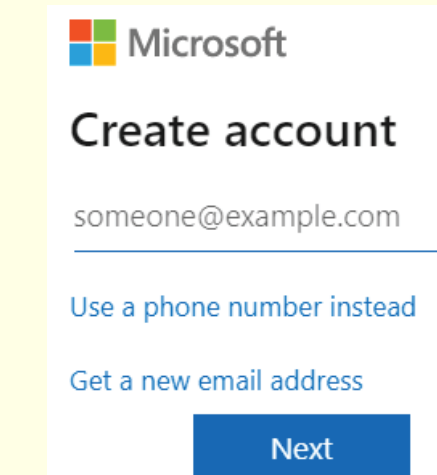 Microsoft
Create account
someone@example.com
Use a phone number instead
Get a new email address
Next